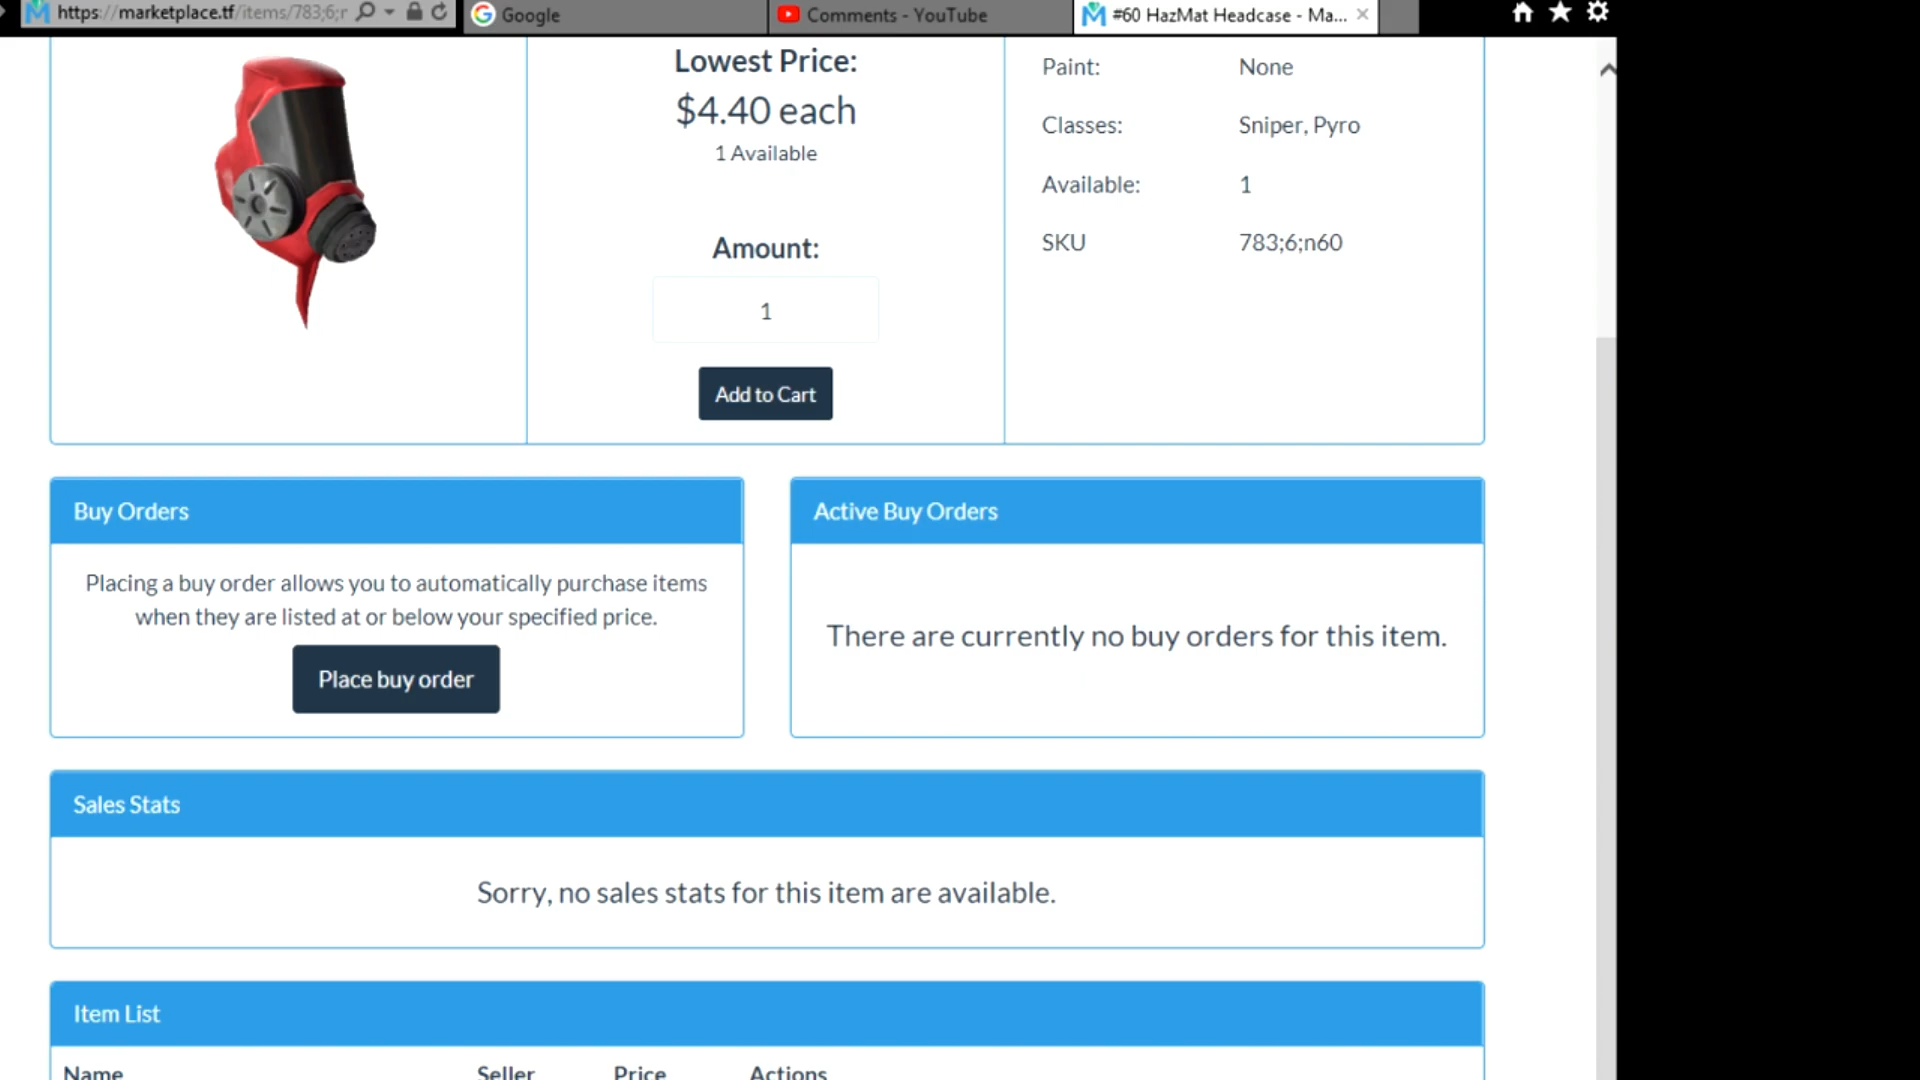 https://marketplace.tf/items/783;6;r
Google
Comments - YouTube
#60 HazMat Headcase - Ma...
Lowest Price:
$4.40 each
1 Available
Amount:
1
Add to Cart
Paint: None
Classes: Sniper, Pyro
Available: 1
SKU 783;6;n60
Buy Orders
Placing a buy order allows you to automatically purchase items
when they are listed at or below your specified price.
Place buy order
Active Buy Orders
There are currently no buy orders for this item.
Sales Stats
Sorry, no sales stats for this item are available.
Item List
Name Seller Price Actions